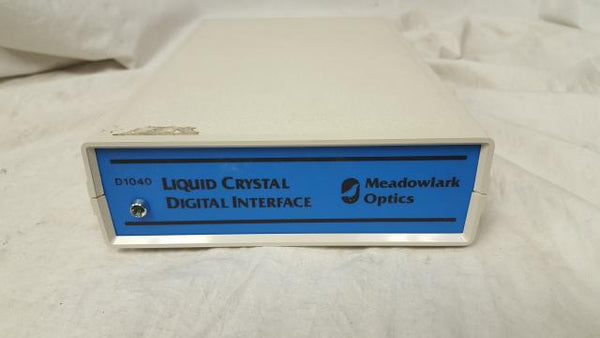 D1040 LIQUID CRYSTAL
DIGITAL INTERFACE
Meadowlark
Optics